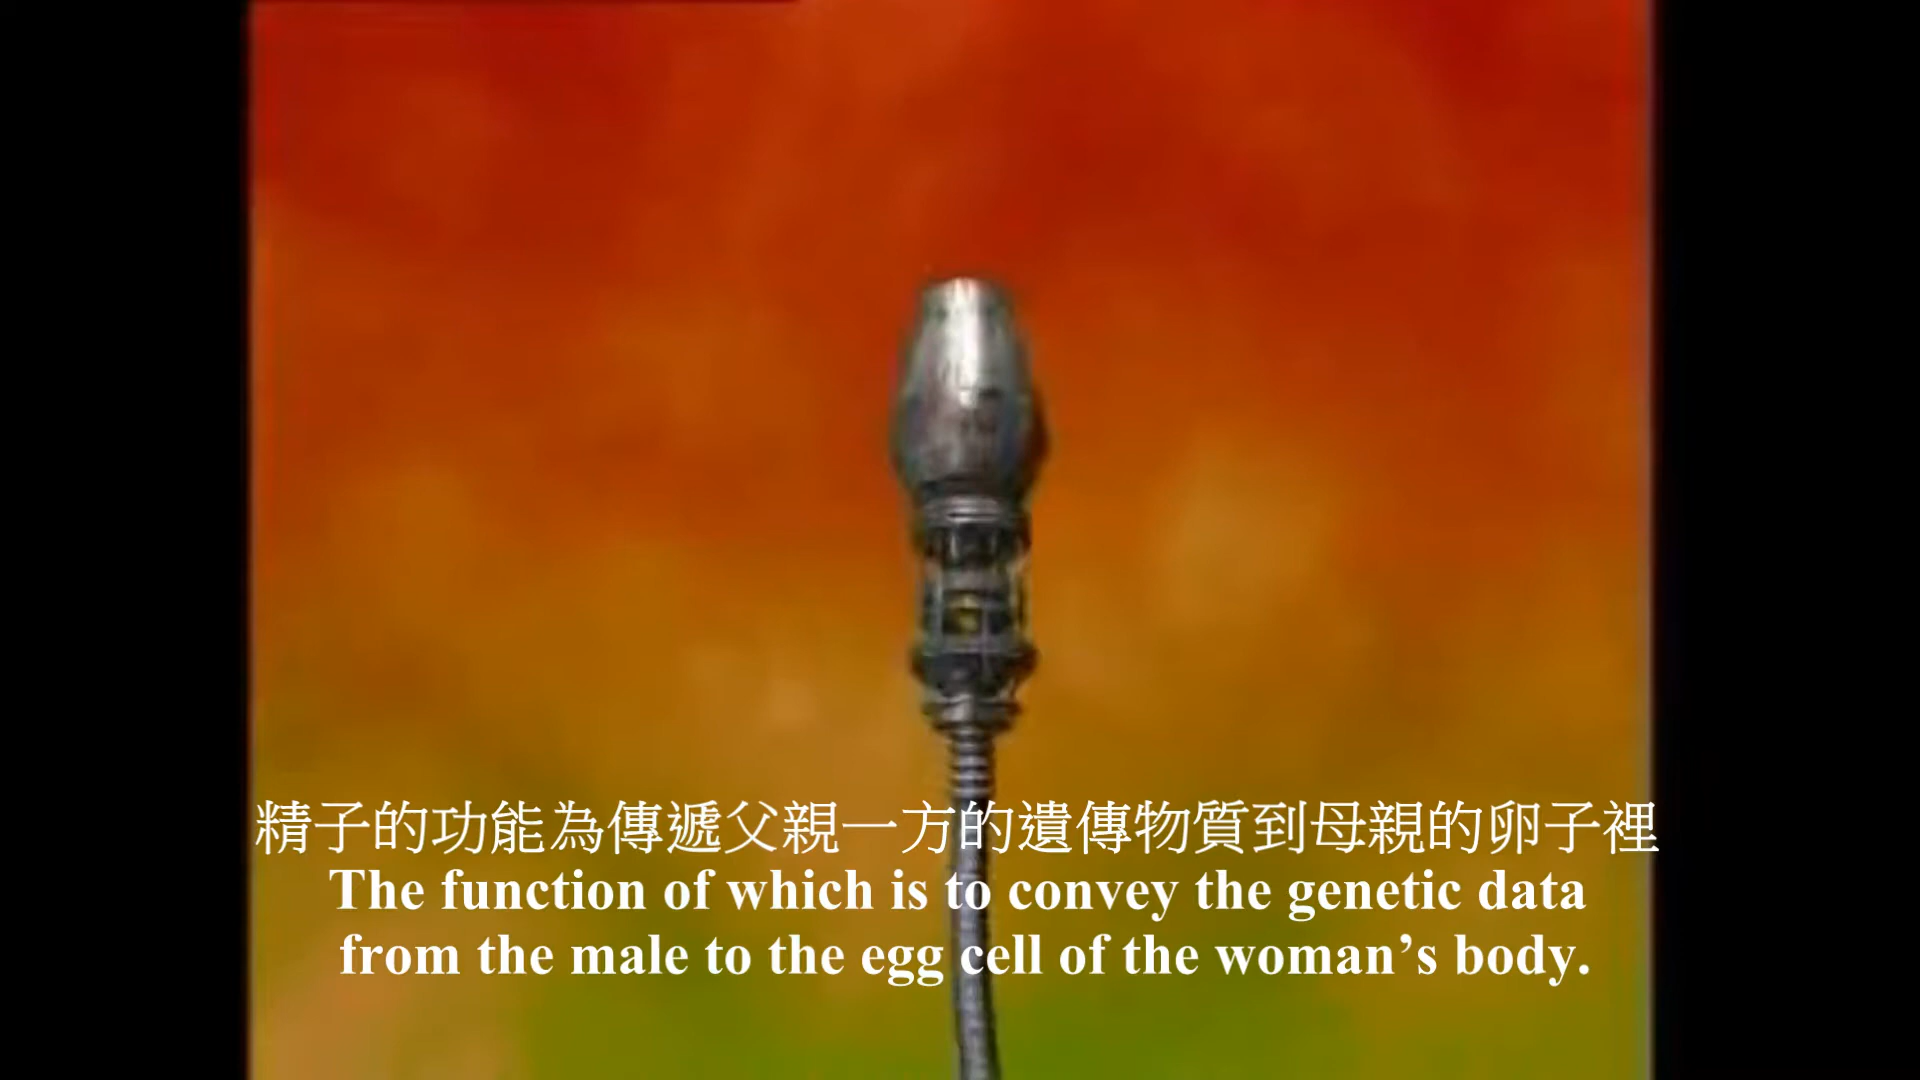 精子的功能為傳遞父親一方的遺傳物質到母親的卵子裡
The function of which is to convey the genetic data
from the male to the egg cell of the woman’s body.